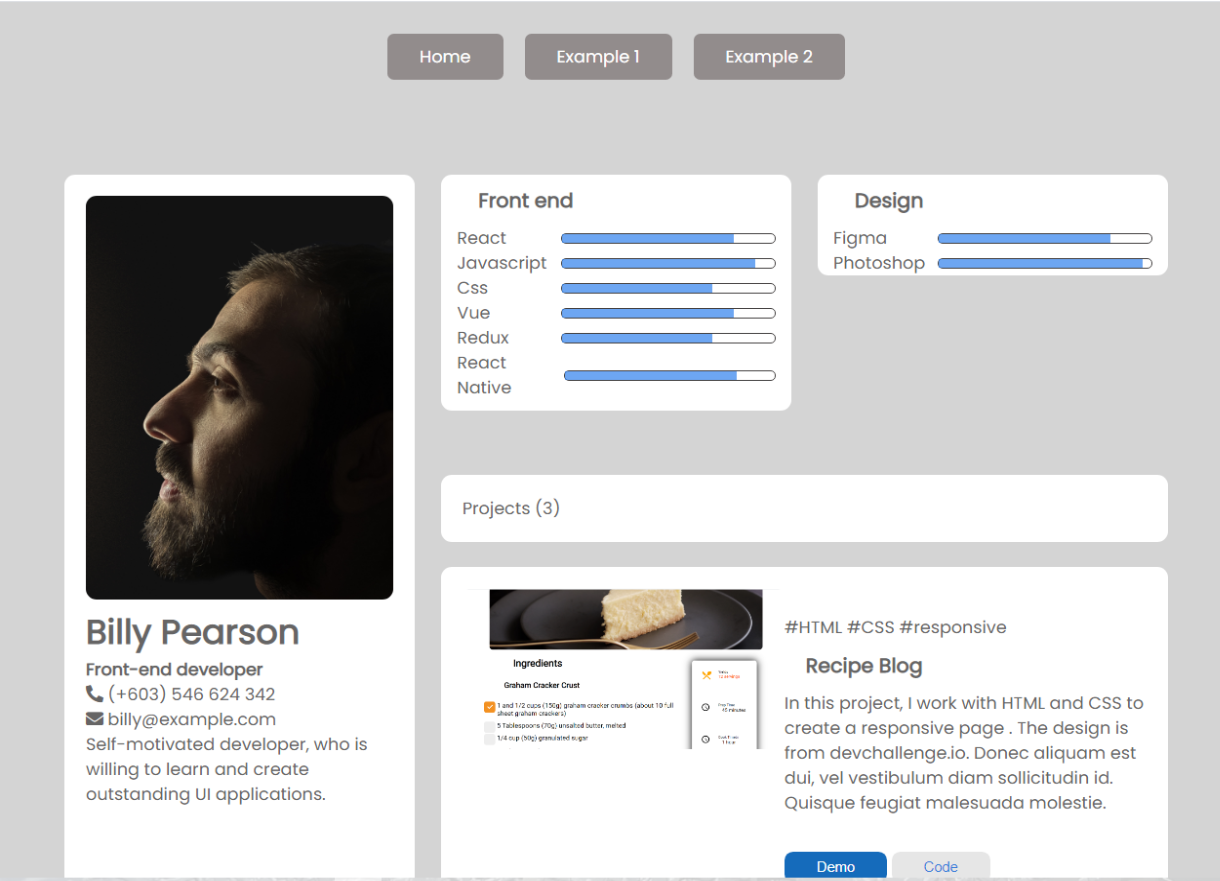 Home
Example 1
Example 2
Front end
React
Javascript
Css
Vue
Redux
React
Native
Design
Figma
Photoshop
Billy Pearson
Front-end developer
(+603) 546 624 342
billy@example.com
Self-motivated developer, who is
willing to learn and create
outstanding UI applications.
Projects (3)
Ingredients
Graham Cracker Crust
1 and 1/2 cups (150g) graham cracker crumbs (about 10 full
sheet graham crackers)
5 Tablespoons (70g) unsalted butter, melted
1/4 cup (50g) granulated sugar
45 minutes
1 hour
#HTML #CSS #responsive
Recipe Blog
In this project, I work with HTML and CSS to
create a responsive page . The design is
from devchallenge.io. Donec aliquam est
dui, vel vestibulum diam sollicitudin id.
Quisque feugiat malesuada molestie.
Demo
Code